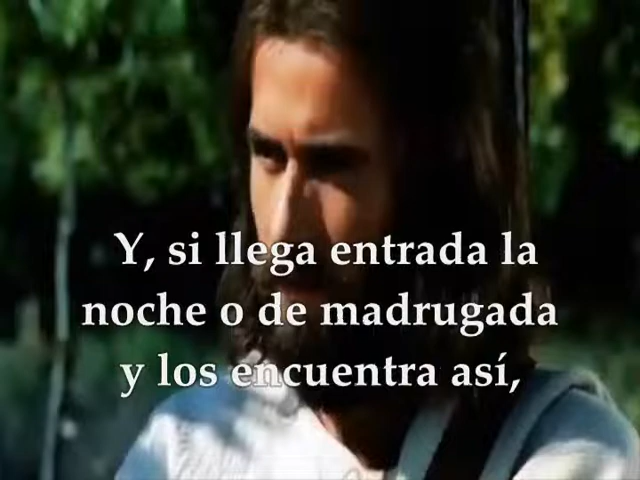 Y, si llega entrada la
noche o de madrugada
y los encuentra así,